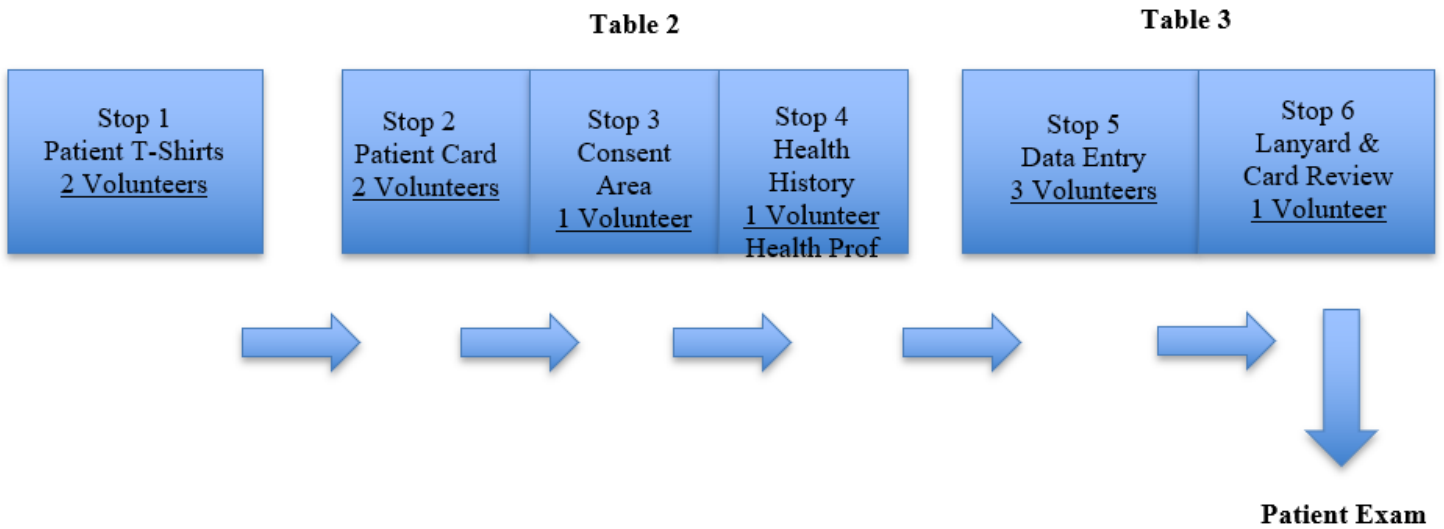 Table 2
Table 3
Stop 1
Patient T-Shirts
2 Volunteers
Stop 2
Patient Card
2 Volunteers
Stop 3
Consent
Area
1 Volunteer
Stop 4
Health
History
1 Volunteer
Health Prof
Stop 5
Data Entry
3 Volunteers
Stop 6
Lanyard &
Card Review
1 Volunteer
Patient Exam